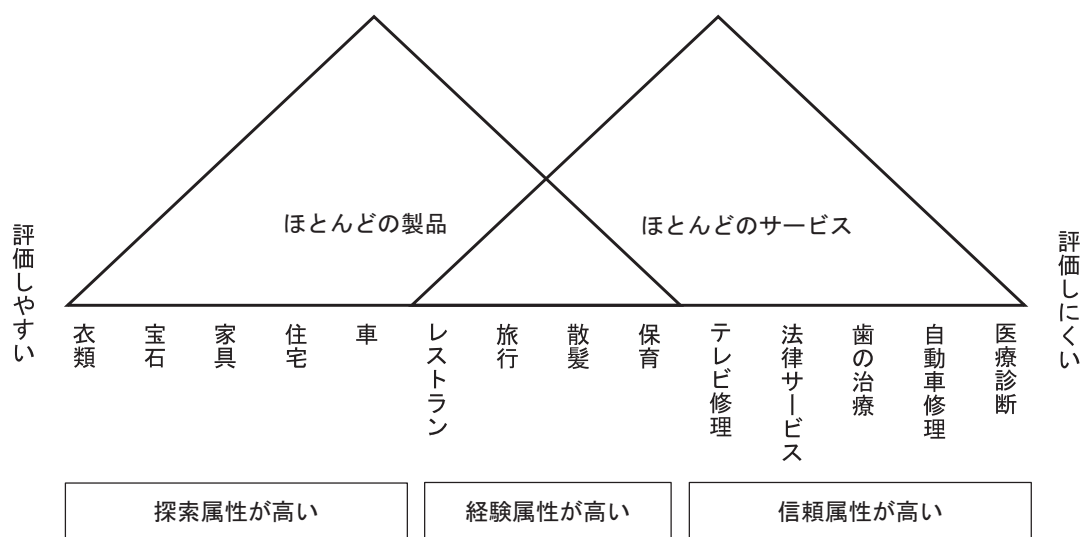 ほとんどの製品
ほとんどのサービス
評価しやすい
評価しにくい
衣類
宝石
家具
住宅
車
レストラン
旅行
散髪
保育
テレビ修理
法律サービス
歯の治療
自動車修理
医療診断
探索属性が高い
経験属性が高い
信頼属性が高い